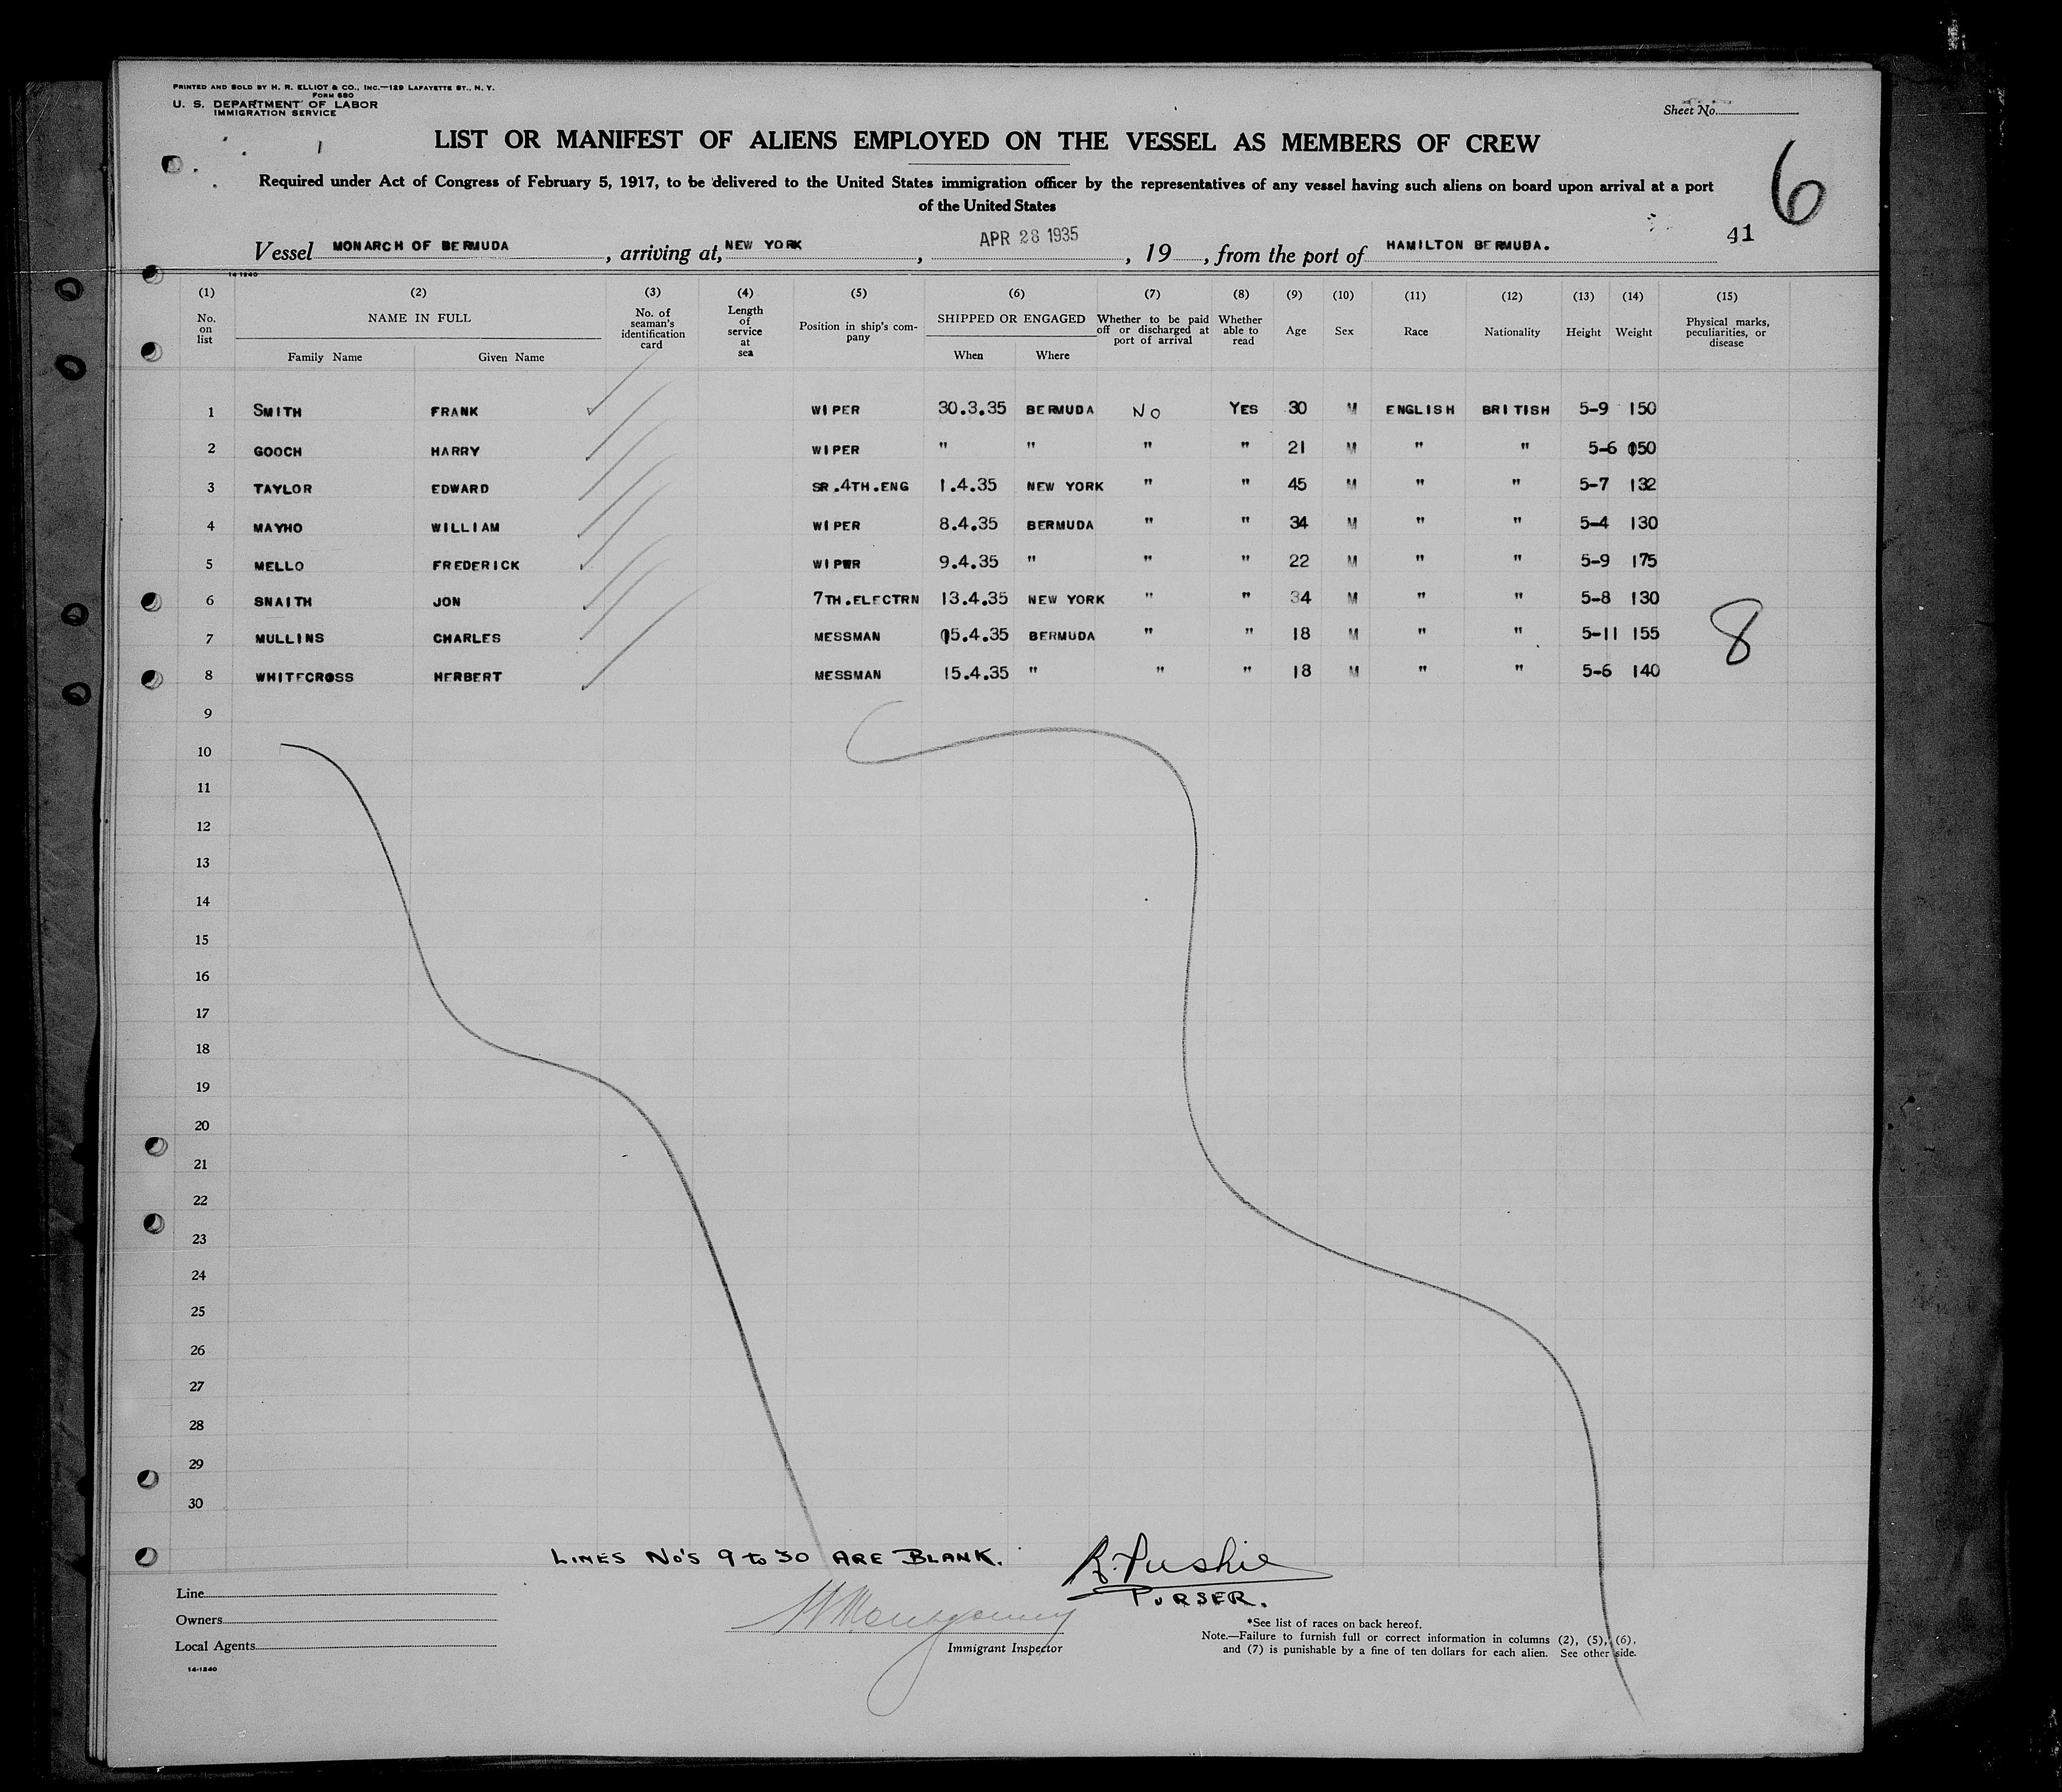 PRINTED AND SOLD BY H. R. ELLIOT & CO., INC.—129 LAFAYETTE ST., N. Y.
FORM 680
U. S. DEPARTMENT OF LABOR
IMMIGRATION SERVICE
Sheet No.
LIST OR MANIFEST OF ALIENS EMPLOYED ON THE VESSEL AS MEMBERS OF CREW
6
Required under Act of Congress of February 5, 1917, to be delivered to the United States immigration officer by the representatives of any vessel having such aliens on board upon arrival at a port
of the United States
41
Vessel MONARCH OF BERMUDA, arriving at, NEW YORK, APR 28 1935, 19, from the port of HAMILTON BERMUDA.
14-1240
(1) (2) (3) (4) (5) (6) (7) (8) (9) (10) (11) (12) (13) (14) (15)
No. on list NAME IN FULL Family Name Given Name No. of seaman's identification card Length of service at sea Position in ship's company SHIPPED OR ENGAGED When Where Whether to be paid off or discharged at port of arrival Whether able to read Age Sex Race Nationality Height Weight Physical marks, peculiarities, or disease
1 SMITH FRANK WIPER 30.3.35 BERMUDA NO YES 30 M ENGLISH BRITISH 5-9 150
2 GOOCH HARRY WIPER " " " " 21 M " " 5-6 150
3 TAYLOR EDWARD SR.4TH.ENG 1.4.35 NEW YORK " " 45 M " " 5-7 132
4 MAYHO WILLIAM WIPER 8.4.35 BERMUDA " " 34 M " " 5-4 130
5 MELLO FREDERICK WIPWR 9.4.35 " " " 22 M " " 5-9 175
6 SNAITH JON 7TH.ELECTRN 13.4.35 NEW YORK " " 34 M " " 5-8 130
7 MULLINS CHARLES MESSMAN 15.4.35 BERMUDA " " 18 M " " 5-11 155
8
8 WHITECROSS HERBERT MESSMAN 15.4.35 " " " 18 M " " 5-6 140
9
10
11
12
13
14
15
16
17
18
19
20
21
22
23
24
25
26
27
28
29
30
LINES No's 9 to 30 ARE BLANK.
PURSER.
Line
Owners
Local Agents
14-1240
Immigrant Inspector
*See list of races on back hereof.
Note.—Failure to furnish full or correct information in columns (2), (5), (6),
and (7) is punishable by a fine of ten dollars for each alien. See other side.